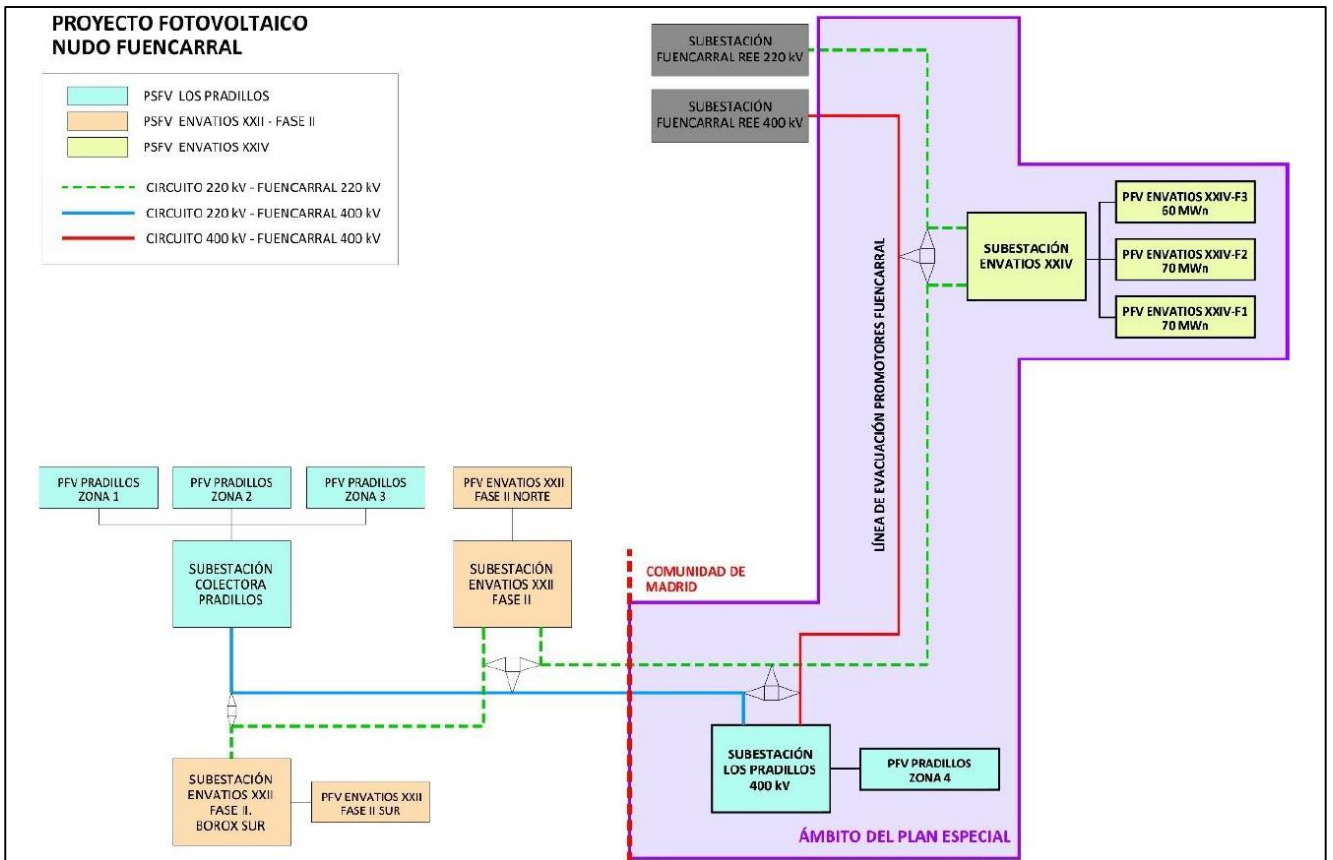 PROYECTO FOTOVOLTAICO
NUDO FUENCARRAL
PSFV LOS PRADILLOS
PSFV ENVATIOS XXII - FASE II
PSFV ENVATIOS XXIV
CIRCUITO 220 kV - FUENCARRAL 220 kV
CIRCUITO 220 kV - FUENCARRAL 400 kV
CIRCUITO 400 kV - FUENCARRAL 400 kV
SUBESTACIÓN
FUENCARRAL REE 220 kV
SUBESTACIÓN
FUENCARRAL REE 400 kV
SUBESTACIÓN
ENVATIOS XXIV
PFV ENVATIOS XXIV-F3
60 MWn
PFV ENVATIOS XXIV-F2
70 MWn
PFV ENVATIOS XXIV-F1
70 MWn
LÍNEA DE EVACUACIÓN PROMOTORES FUENCARRAL
PFV PRADILLOS
ZONA 1
PFV PRADILLOS
ZONA 2
PFV PRADILLOS
ZONA 3
PFV ENVATIOS XXII
FASE II NORTE
SUBESTACIÓN
COLECTORA
PRADILLOS
SUBESTACIÓN
ENVATIOS XXII
FASE II
COMUNIDAD DE
MADRID
SUBESTACIÓN
ENVATIOS XXII
FASE II.
BOROX SUR
PFV ENVATIOS XXII
FASE II SUR
SUBESTACIÓN
LOS PRADILLOS
400 kV
PFV PRADILLOS
ZONA 4
ÁMBITO DEL PLAN ESPECIAL